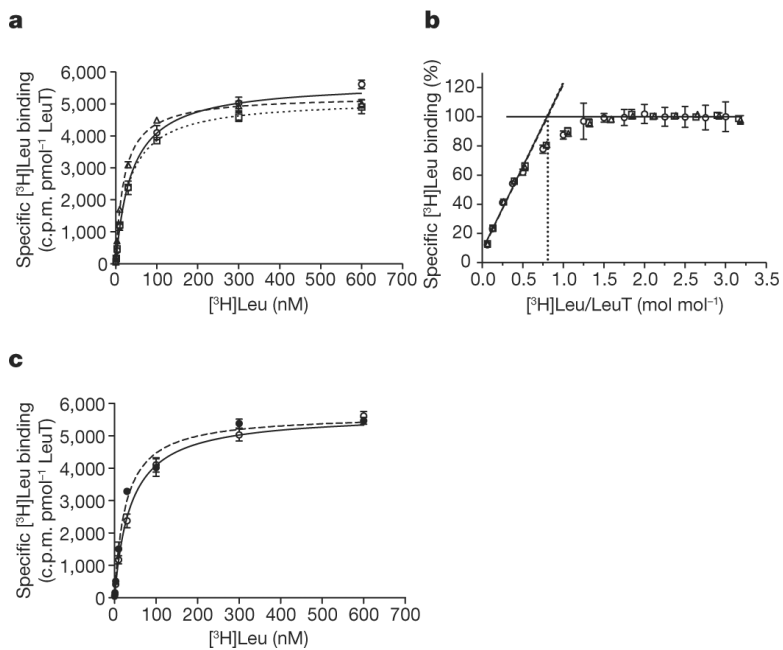 a
Specific [³H]Leu binding
(c.p.m. pmol⁻¹ LeuT)
6,000
5,000
4,000
3,000
2,000
1,000
0
0 100 200 300 400 500 600 700
[³H]Leu (nM)
b
Specific [³H]Leu binding (%)
120
100
80
60
40
20
0
0.0 0.5 1.0 1.5 2.0 2.5 3.0 3.5
[³H]Leu/LeuT (mol mol⁻¹)
c
Specific [³H]Leu binding
(c.p.m. pmol⁻¹ LeuT)
6,000
5,000
4,000
3,000
2,000
1,000
0
0 100 200 300 400 500 600 700
[³H]Leu (nM)